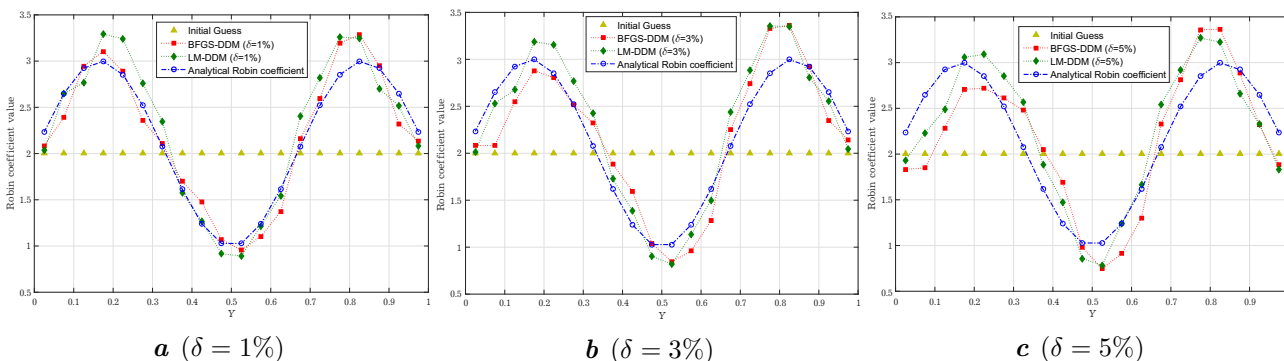 Initial Guess
BFGS-DDM (δ=1%)
LM-DDM (δ=1%)
Analytical Robin coefficient
Robin coefficient value
3.5
3
2.5
2
1.5
1
0.5
0 0.1 0.2 0.3 0.4 0.5 0.6 0.7 0.8 0.9 1
Y
a (δ = 1%)
Initial Guess
BFGS-DDM (δ=3%)
LM-DDM (δ=3%)
Analytical Robin coefficient
Robin coefficient value
3.5
3
2.5
2
1.5
1
0.5
0 0.1 0.2 0.3 0.4 0.5 0.6 0.7 0.8 0.9 1
Y
b (δ = 3%)
Initial Guess
BFGS-DDM (δ=5%)
LM-DDM (δ=5%)
Analytical Robin coefficient
Robin coefficient value
3.5
3
2.5
2
1.5
1
0.5
0 0.1 0.2 0.3 0.4 0.5 0.6 0.7 0.8 0.9
Y
c (δ = 5%)